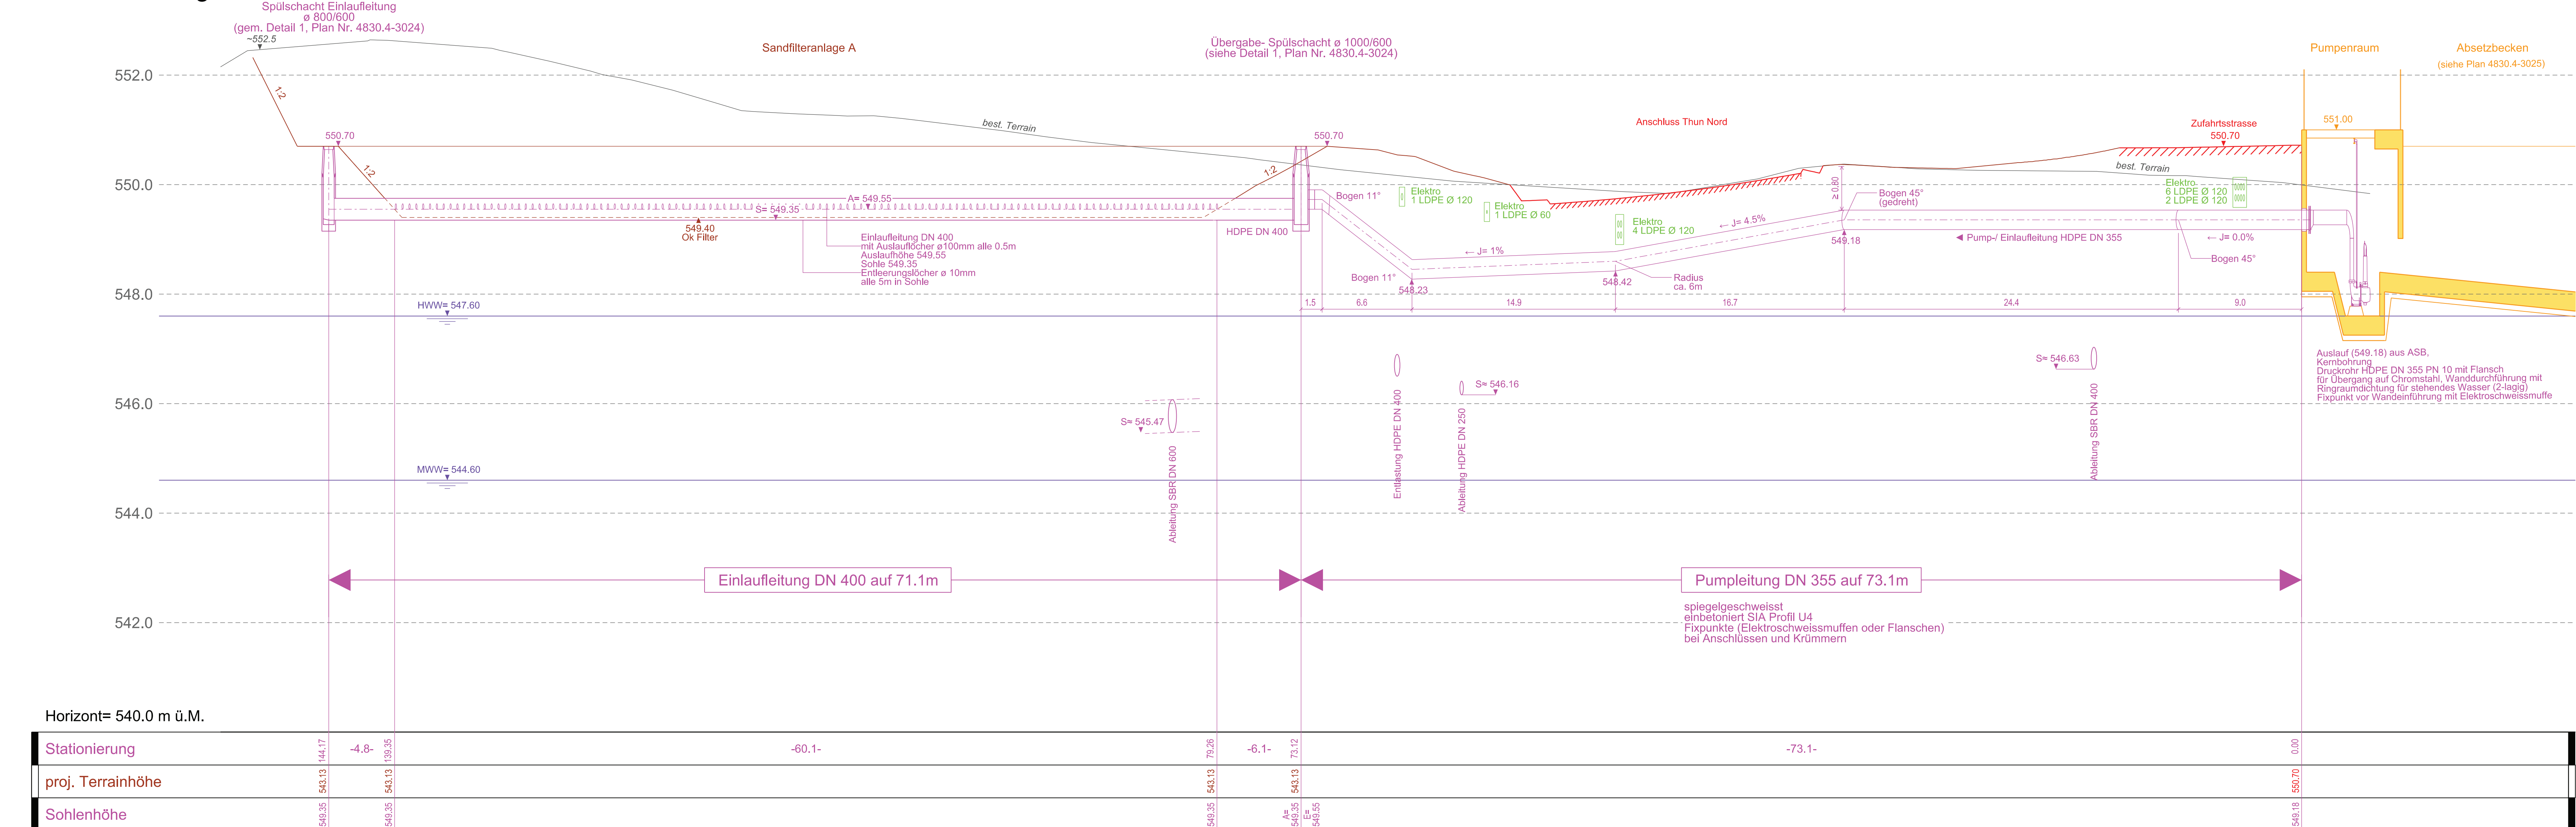 Spülschacht Einlaufleitung
ø 800/600
(gem. Detail 1, Plan Nr. 4830.4-3024)
~552.5
Sandfilteranlage A
Übergabe- Spülschacht ø 1000/600
(siehe Detail 1, Plan Nr. 4830.4-3024)
Pumpenraum
Absetzbecken
(siehe Plan 4830.4-3025)
552.0
1:2
550.70
best. Terrain
550.70
Anschluss Thun Nord
Zufahrtsstrasse
550.70
551.00
best. Terrain
1:2
1:2
550.0
A= 549.55
S= 549.35
549.40
Ok Filter
Einlaufleitung DN 400
mit Auslauflöcher ø100mm alle 0.5m
Auslaufhöhe 549.55
Sohle 549.35
Entleerungslöcher ø 10mm
alle 5m in Sohle
HDPE DN 400
Bogen 11°
Bogen 11°
Elektro
1 LDPE Ø 120
Elektro
1 LDPE Ø 60
Elektro
4 LDPE Ø 120
← J= 1%
← J= 4.5%
≥ 0.80
Bogen 45°
(gedreht)
549.18
Elektro
6 LDPE Ø 120
2 LDPE Ø 120
◄ Pump-/ Einlaufleitung HDPE DN 355
← J= 0.0%
Bogen 45°
548.23
548.42
Radius
ca. 6m
548.0
1.5
6.6
14.9
16.7
24.4
9.0
HWW= 547.60
S= 546.63
S= 546.16
Auslauf (549.18) aus ASB,
Kernbohrung
Druckrohr HDPE DN 355 PN 10 mit Flansch
für Übergang auf Chromstahl, Wanddurchführung mit
Ringraumdichtung für stehendes Wasser (2-lagig)
Fixpunkt vor Wandeinführung mit Elektroschweissmuffe
546.0
S= 545.47
Ableitung SBR DN 600
Entlastung HDPE DN 400
Ableitung HDPE DN 250
Ableitung SBR DN 400
MWW= 544.60
544.0
Einlaufleitung DN 400 auf 71.1m
Pumpleitung DN 355 auf 73.1m
spiegelgeschweisst
einbetoniert SIA Profil U4
Fixpunkte (Elektroschweissmuffen oder Flanschen)
bei Anschlüssen und Krümmern
542.0
Horizont= 540.0 m ü.M.
Stationierung
144.17
-4.8-
139.35
-60.1-
79.26
-6.1-
73.12
-73.1-
0.00
proj. Terrainhöhe
543.13
543.13
543.13
543.13
550.70
Sohlenhöhe
549.35
549.35
549.35
A=
549.35
E=
549.55
549.18